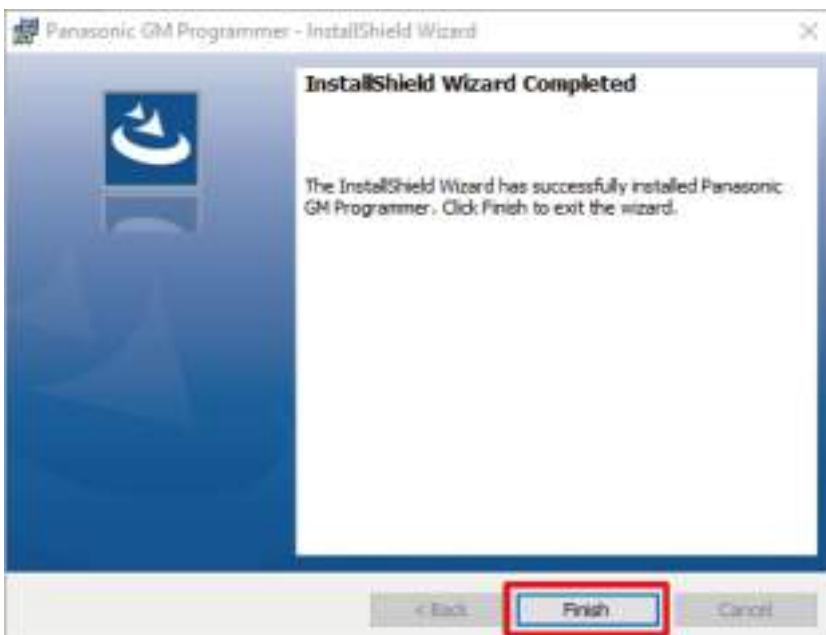 Panasonic GM Programmer - InstallShield Wizard
InstallShield Wizard Completed
The InstallShield Wizard has successfully installed Panasonic
GM Programmer. Click Finish to exit the wizard.
< Back
Finish
Cancel